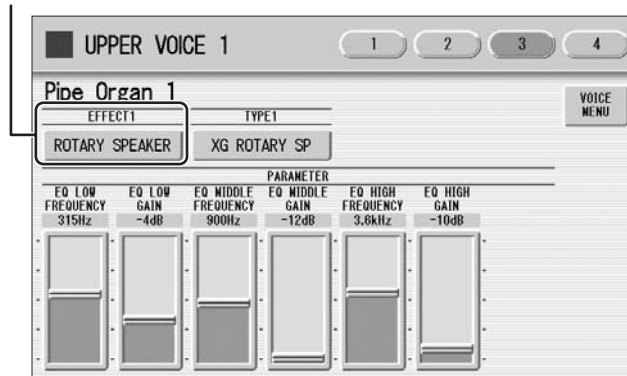 UPPER VOICE 1 1 2 3 4
Pipe Organ 1
VOICE
MENU
EFFECT1 TYPE1
ROTARY SPEAKER XG ROTARY SP
PARAMETER
EQ LOW EQ LOW EQ MIDDLE EQ MIDDLE EQ HIGH EQ HIGH
FREQUENCY GAIN FREQUENCY GAIN FREQUENCY GAIN
315Hz -4dB 900Hz -12dB 3.6kHz -10dB